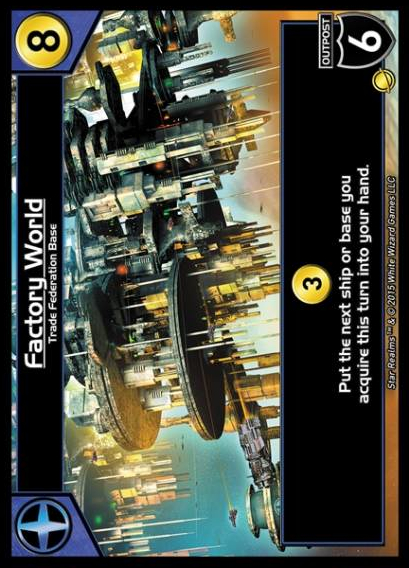 8
Factory World
Trade Federation Base
OUTPOST
6
3
Put the next ship or base you
acquire this turn into your hand.
Star Realms™ & © 2015 White Wizard Games LLC